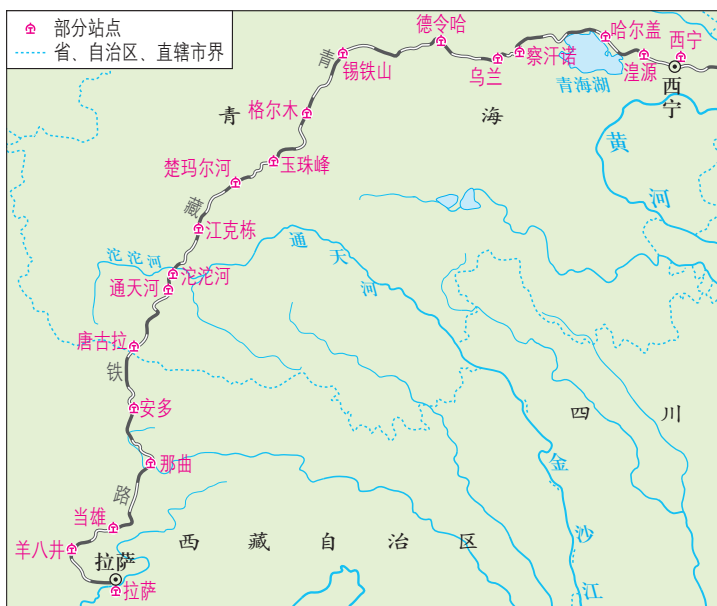 部分站点
省、自治区、直辖市界
德令哈
哈尔盖
西宁
青
锡铁山
乌兰
察汗诺
湟源
青海湖
西宁
格尔木
青
海
黄
河
玉珠峰
楚玛尔河
藏
江克栋
通
天
河
沱沱河
沱沱河
通天河
唐古拉
铁
安多
四川
那曲
金
沙
江
路
当雄
羊八井
拉萨
西藏自治区
拉萨